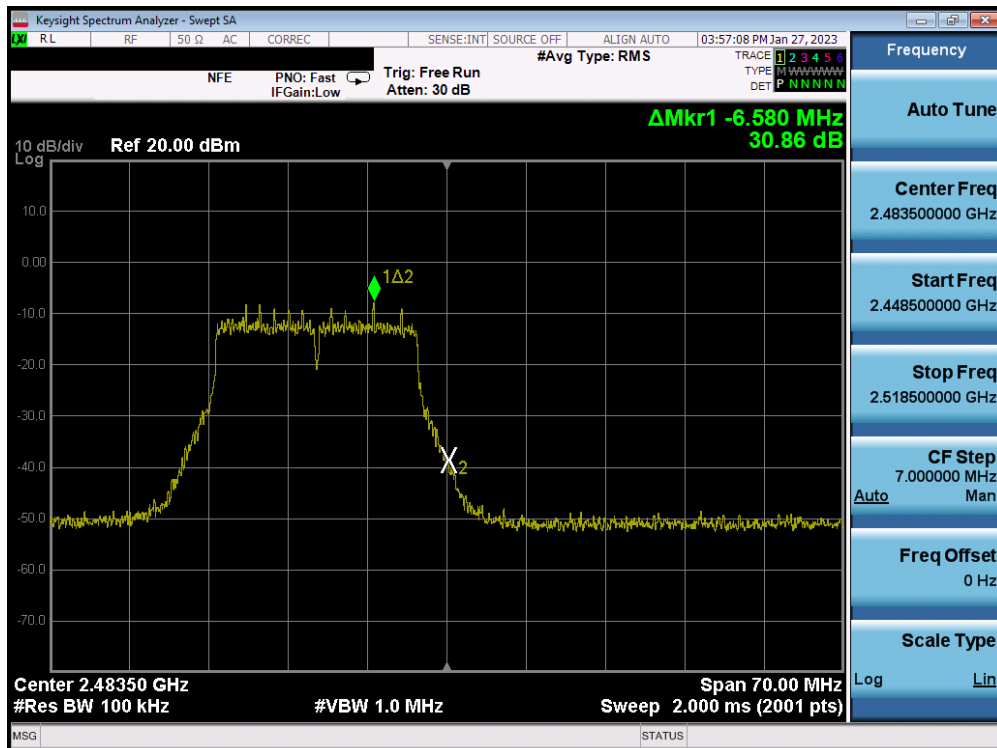 Keysight Spectrum Analyzer - Swept SA
LXI RL RF 50 Ω AC CORREC SENSE:INT SOURCE OFF ALIGN AUTO 03:57:08 PM Jan 27, 2023
#Avg Type: RMS
TRACE 1 2 3 4 5 6
TYPE M WWWWW
DET P N N N N N
NFE PNO: Fast Trig: Free Run
IFGain:Low Atten: 30 dB
ΔMkr1 -6.580 MHz
30.86 dB
10 dB/div Ref 20.00 dBm
Log
10.0
0.00
-10.0
-20.0
-30.0
-40.0
-50.0
-60.0
-70.0
1Δ2
2
Center 2.48350 GHz Span 70.00 MHz
#Res BW 100 kHz #VBW 1.0 MHz Sweep 2.000 ms (2001 pts)
MSG STATUS
Frequency
Auto Tune
Center Freq
2.483500000 GHz
Start Freq
2.448500000 GHz
Stop Freq
2.518500000 GHz
CF Step
7.000000 MHz
Auto Man
Freq Offset
0 Hz
Scale Type
Log Lin